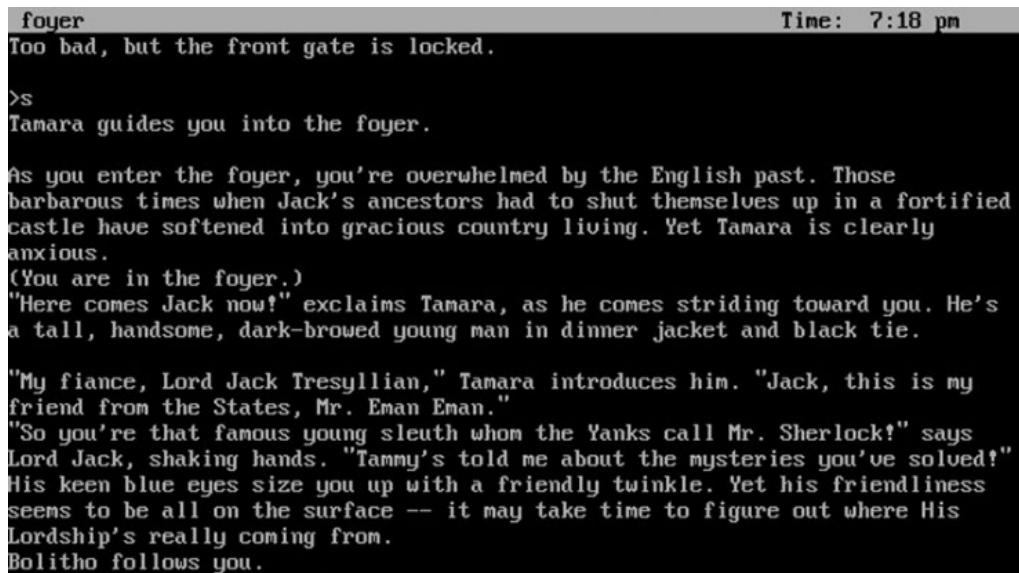 foyer Time: 7:18 pm
Too bad, but the front gate is locked.
>s
Tamara guides you into the foyer.
As you enter the foyer, you're overwhelmed by the English past. Those
barbarous times when Jack's ancestors had to shut themselves up in a fortified
castle have softened into gracious country living. Yet Tamara is clearly
anxious.
(You are in the foyer.)
"Here comes Jack now!" exclaims Tamara, as he comes striding toward you. He's
a tall, handsome, dark-browed young man in dinner jacket and black tie.
"My fiance, Lord Jack Tresyllian," Tamara introduces him. "Jack, this is my
friend from the States, Mr. Eman Eman."
"So you're that famous young sleuth whom the Yanks call Mr. Sherlock!" says
Lord Jack, shaking hands. "Tammy's told me about the mysteries you've solved!"
His keen blue eyes size you up with a friendly twinkle. Yet his friendliness
seems to be all on the surface -- it may take time to figure out where His
Lordship's really coming from.
Bolitho follows you.